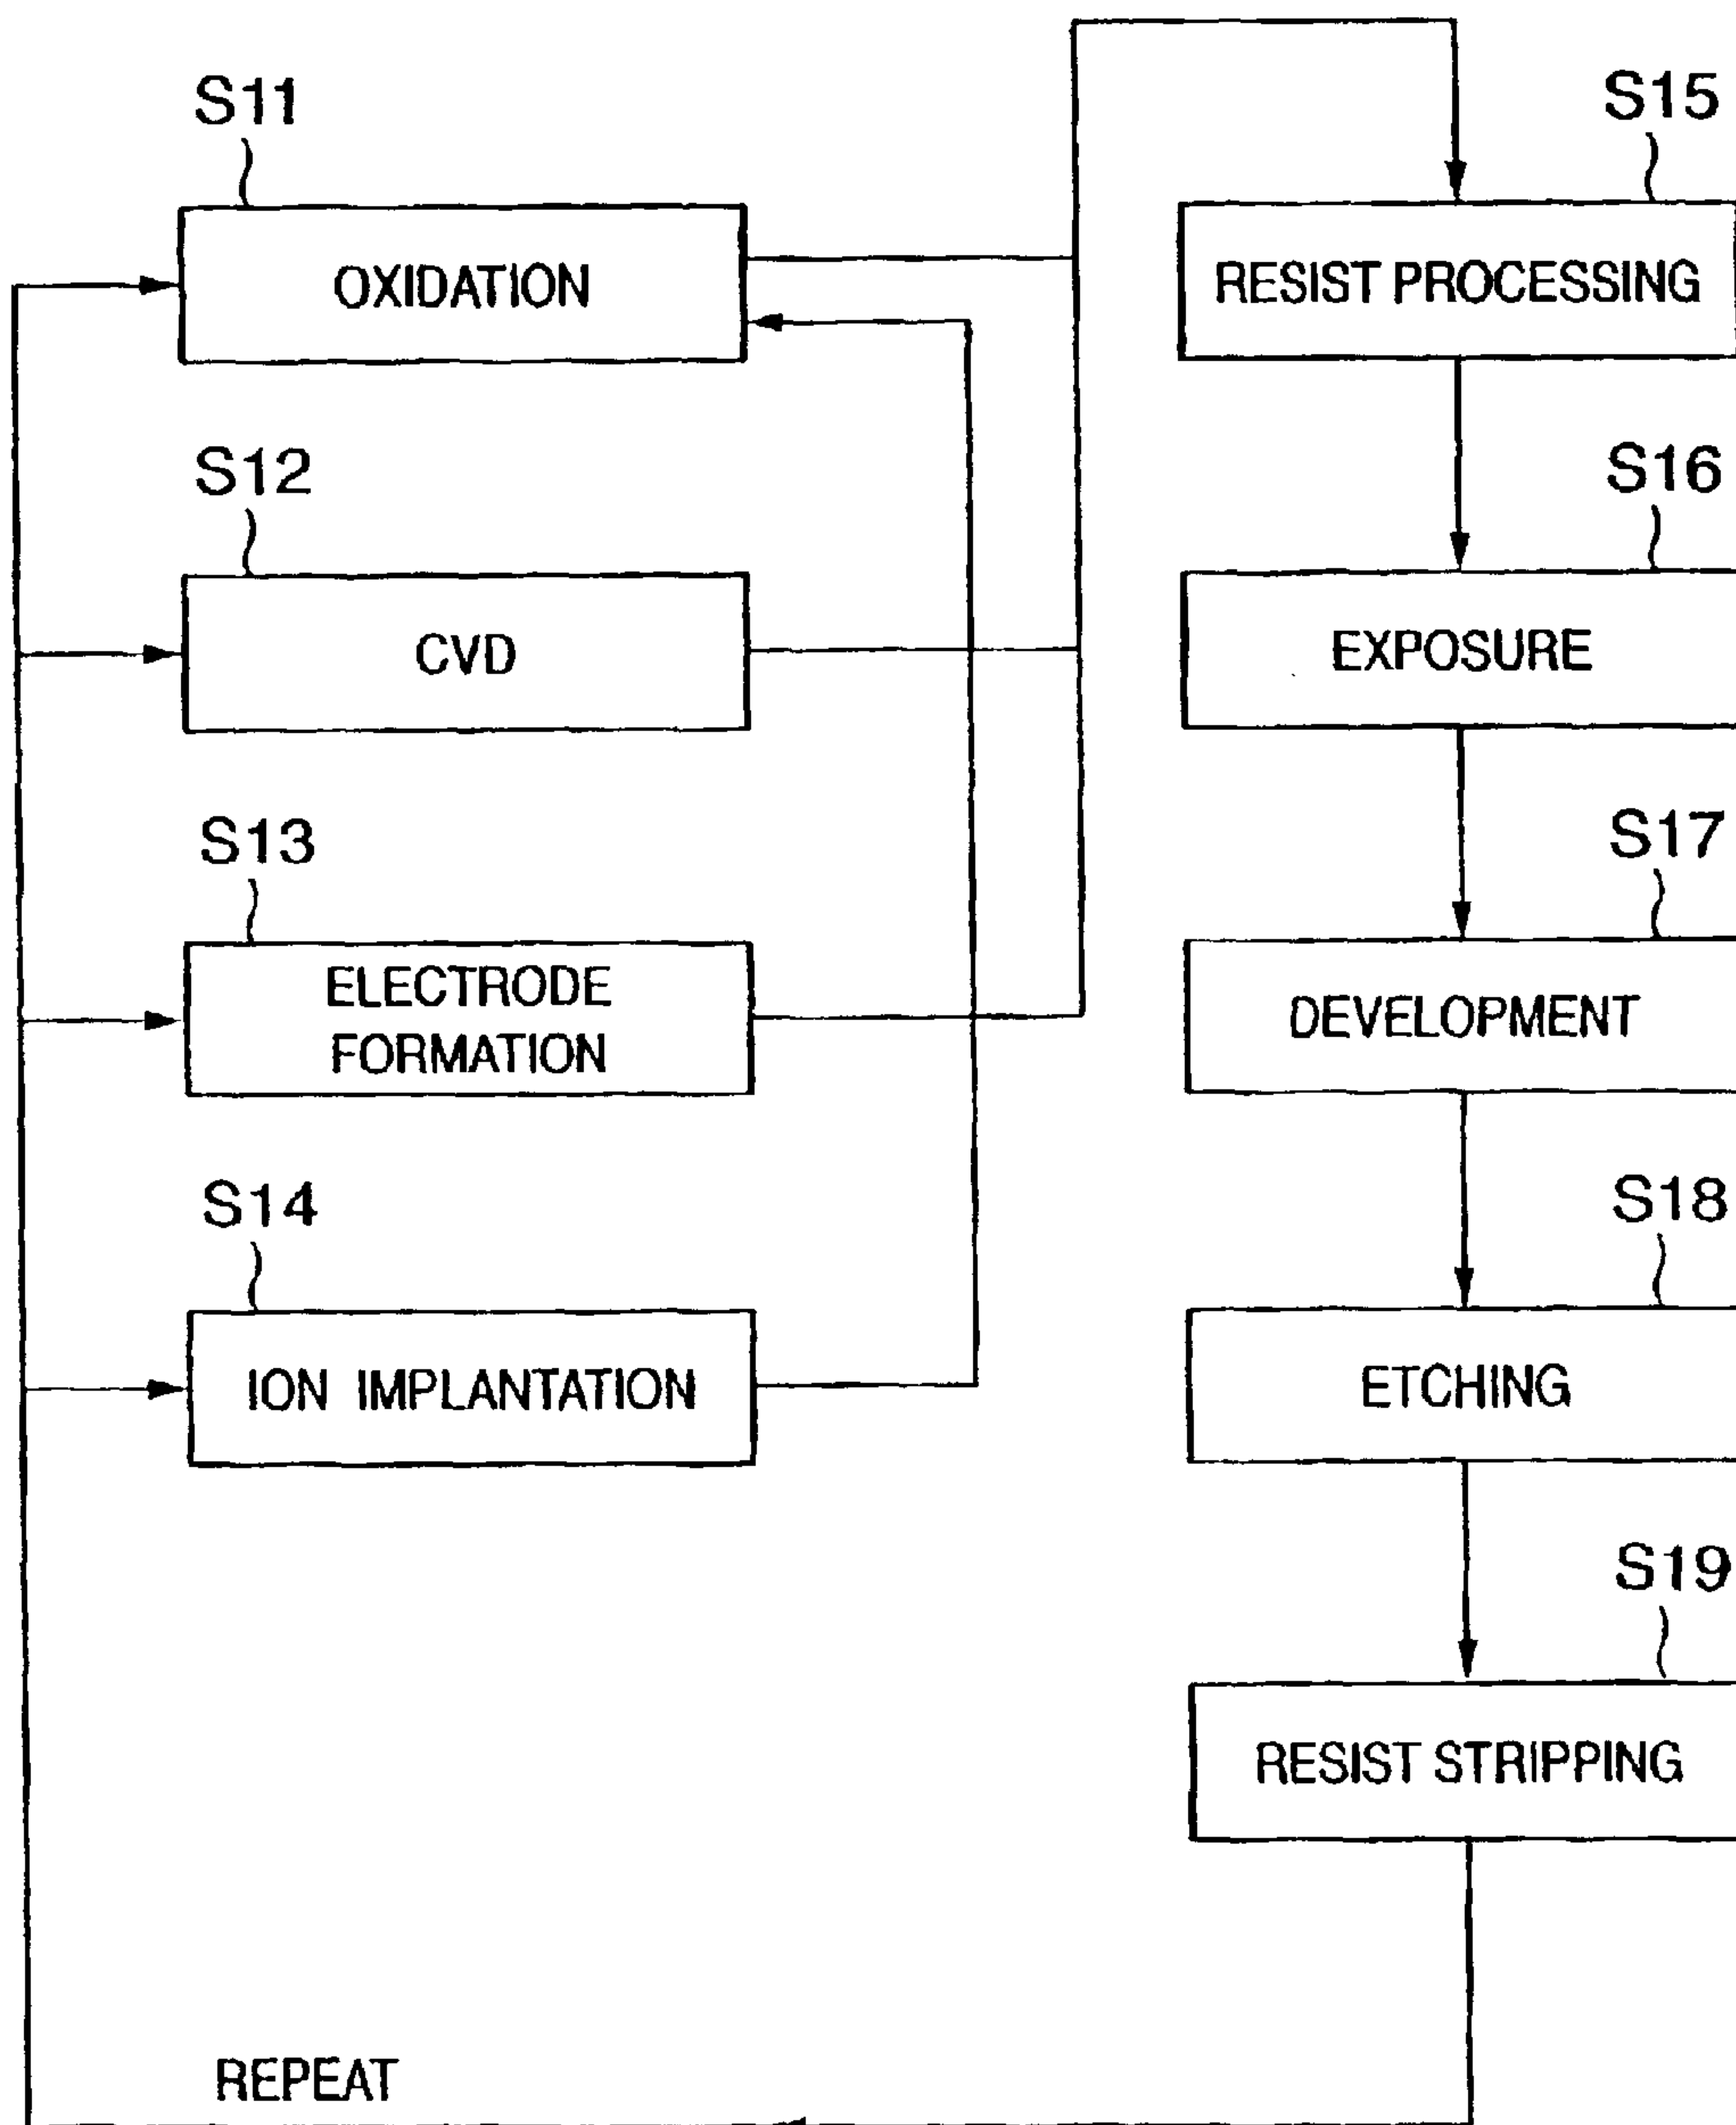 S11
OXIDATION
S12
CVD
S13
ELECTRODE
FORMATION
S14
ION IMPLANTATION
S15
RESIST PROCESSING
S16
EXPOSURE
S17
DEVELOPMENT
S18
ETCHING
S19
RESIST STRIPPING
REPEAT